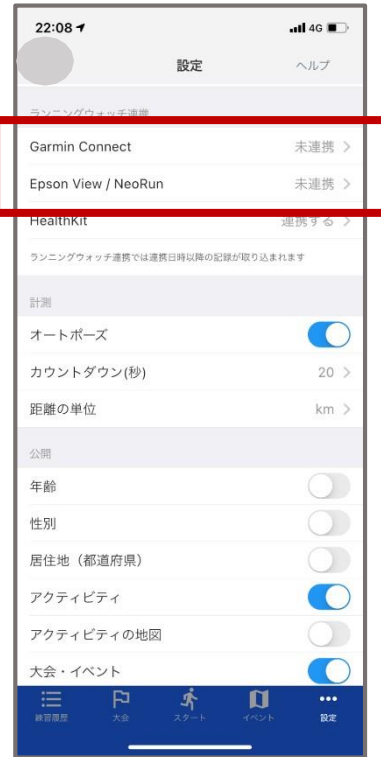 22:08
4G
設定
ヘルプ
ランニングウォッチ連携
Garmin Connect 未連携
Epson View / NeoRun 未連携
HealthKit 連携する
ランニングウォッチ連携では連携日時以降の記録が取り込まれます
計測
オートポーズ
カウントダウン(秒) 20
距離の単位 km
公開
年齢
性別
居住地（都道府県）
アクティビティ
アクティビティの地図
大会・イベント
練習履歴 大会 スタート イベント 設定